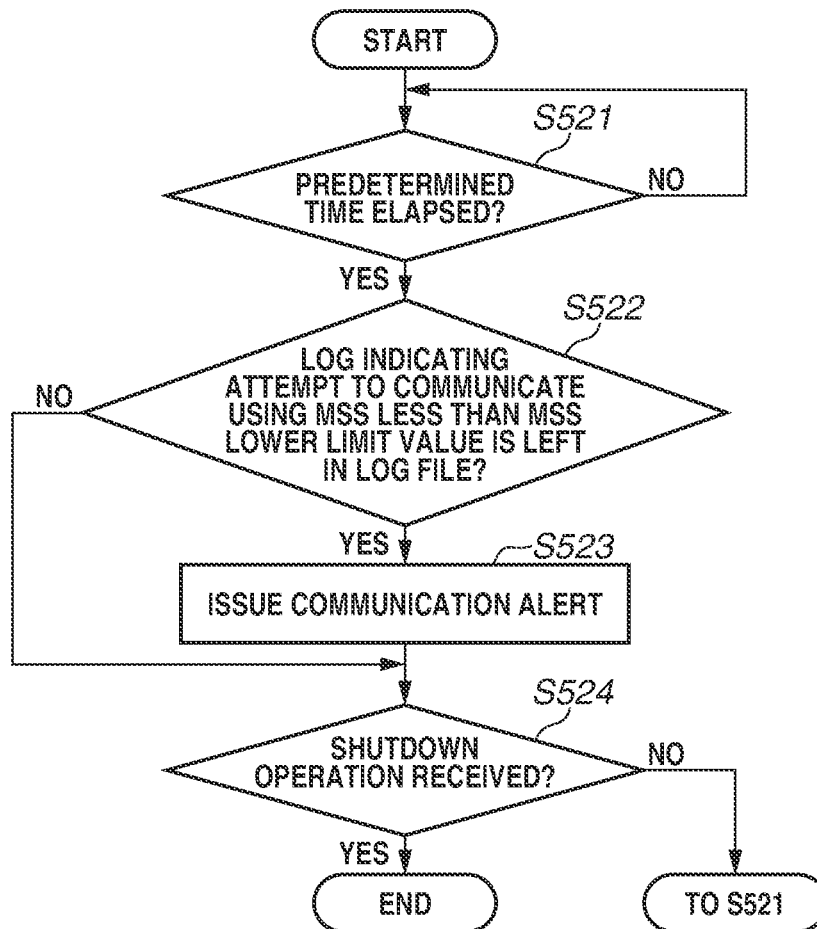 START
S521
PREDETERMINED
TIME ELAPSED?
NO
YES
S522
LOG INDICATING
ATTEMPT TO COMMUNICATE
USING MSS LESS THAN MSS
LOWER LIMIT VALUE IS LEFT
IN LOG FILE?
NO
YES
S523
ISSUE COMMUNICATION ALERT
S524
SHUTDOWN
OPERATION RECEIVED?
NO
YES
END
TO S521